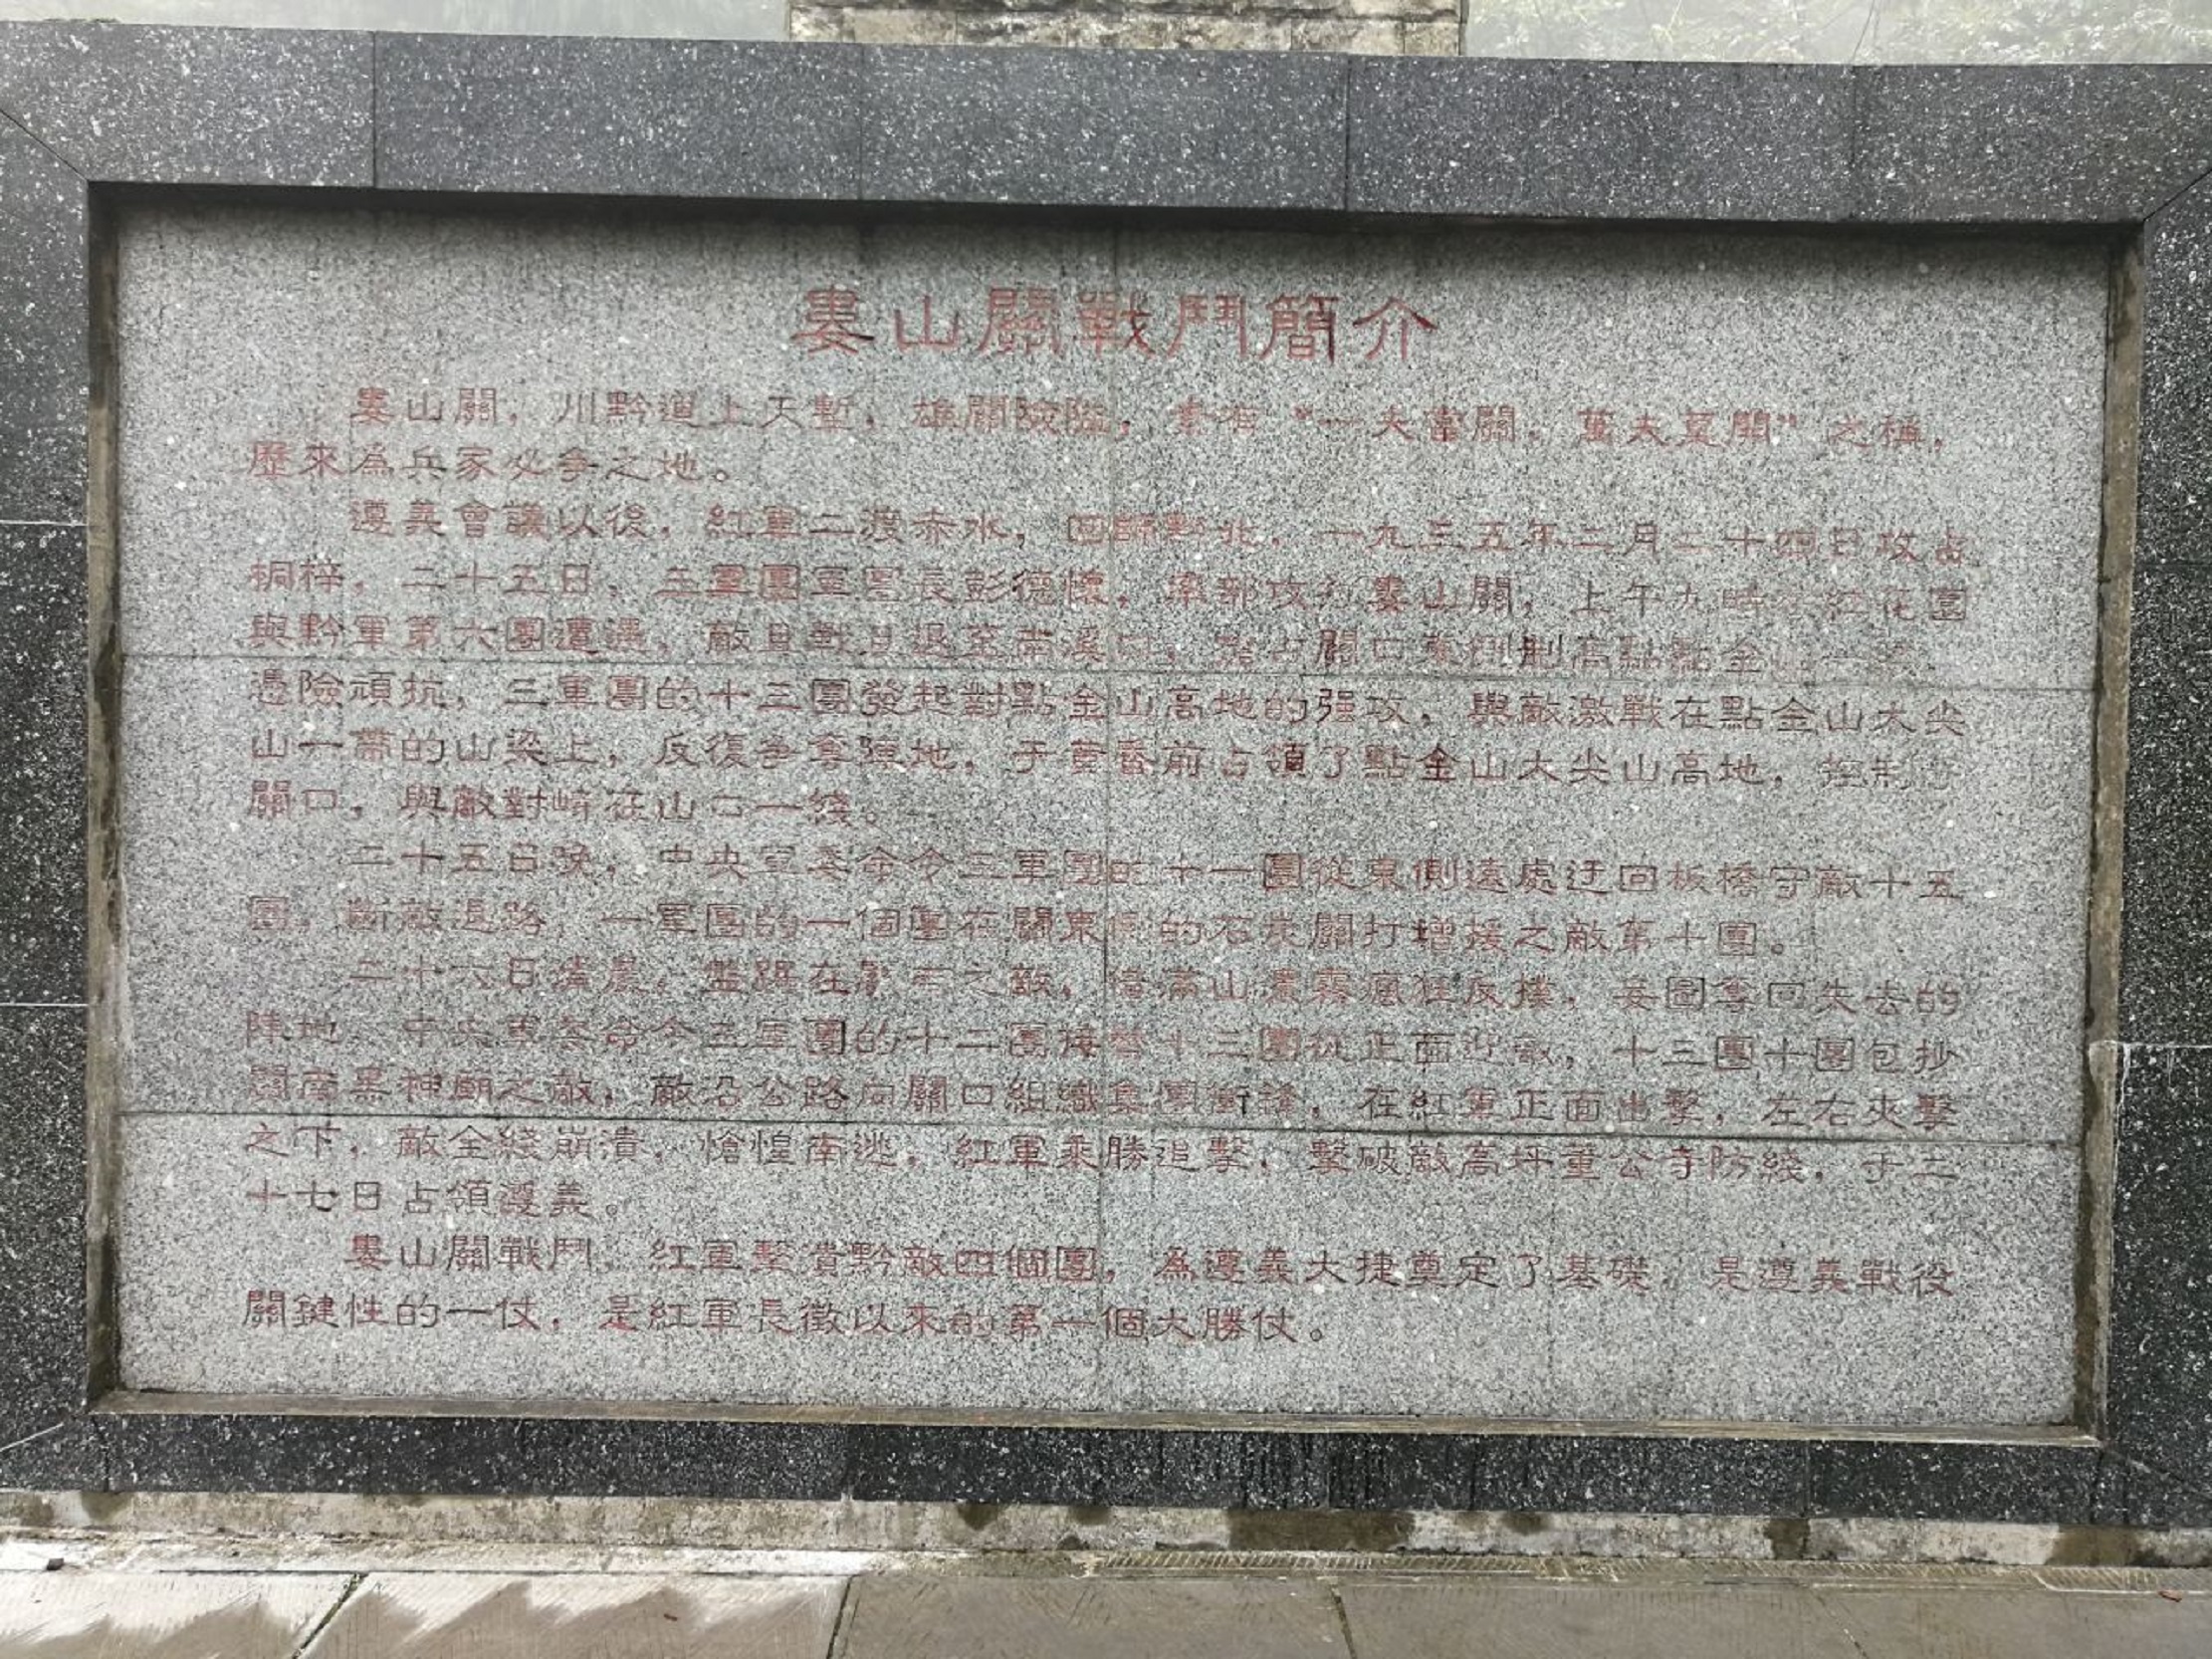 婁山關戰鬥簡介
婁山關，川黔道上天塹，雄關險隘，素有“一夫當關，萬夫莫開”之稱，
歷來為兵家必爭之地。
遵義會議以後，紅軍二渡赤水，回師黔北，一九三五年二月二十四日攻占
桐梓，二十五日，三軍團軍團長彭德懷，率部攻打婁山關，上午九時在紅花園
與黔軍第六團遭遇，敵且戰且退至南溪口，搶占關口東側制高點點金山一線，
憑險頑抗，三軍團的十三團發起對點金山高地的强攻，與敵激戰在點金山大尖
山一帶的山梁上，反復爭奪陣地，于黄昏前占領了點金山大尖山高地，控制了
關口，與敵對峙在山口一綫。
二十五日晚，中央軍委命令三軍團的十一團從東側遠處迂回板橋守敵十五
團，斷敵退路，一軍團的一個團在關東側的石炭關打增援之敵第十團。
二十六日清晨，盤踞在關南之敵，借滿山濃霧瘋狂反撲，妄圖奪回失去的
陣地，中央軍委命令三軍團的十二團接替十三團從正面迎敵，十三團十團包抄
關南黑神廟之敵，敵沿公路向關口組織集團衝鋒，在紅軍正面出擊，左右夾擊
之下，敵全綫崩潰，愴惶南逃，紅軍乘勝追擊，擊破敵高坪董公寺防綫，于二
十七日占領遵義。
婁山關戰鬥，紅軍擊潰黔敵四個團，為遵義大捷奠定了基礎，是遵義戰役
關鍵性的一仗，是紅軍長徵以來的第一個大勝仗。